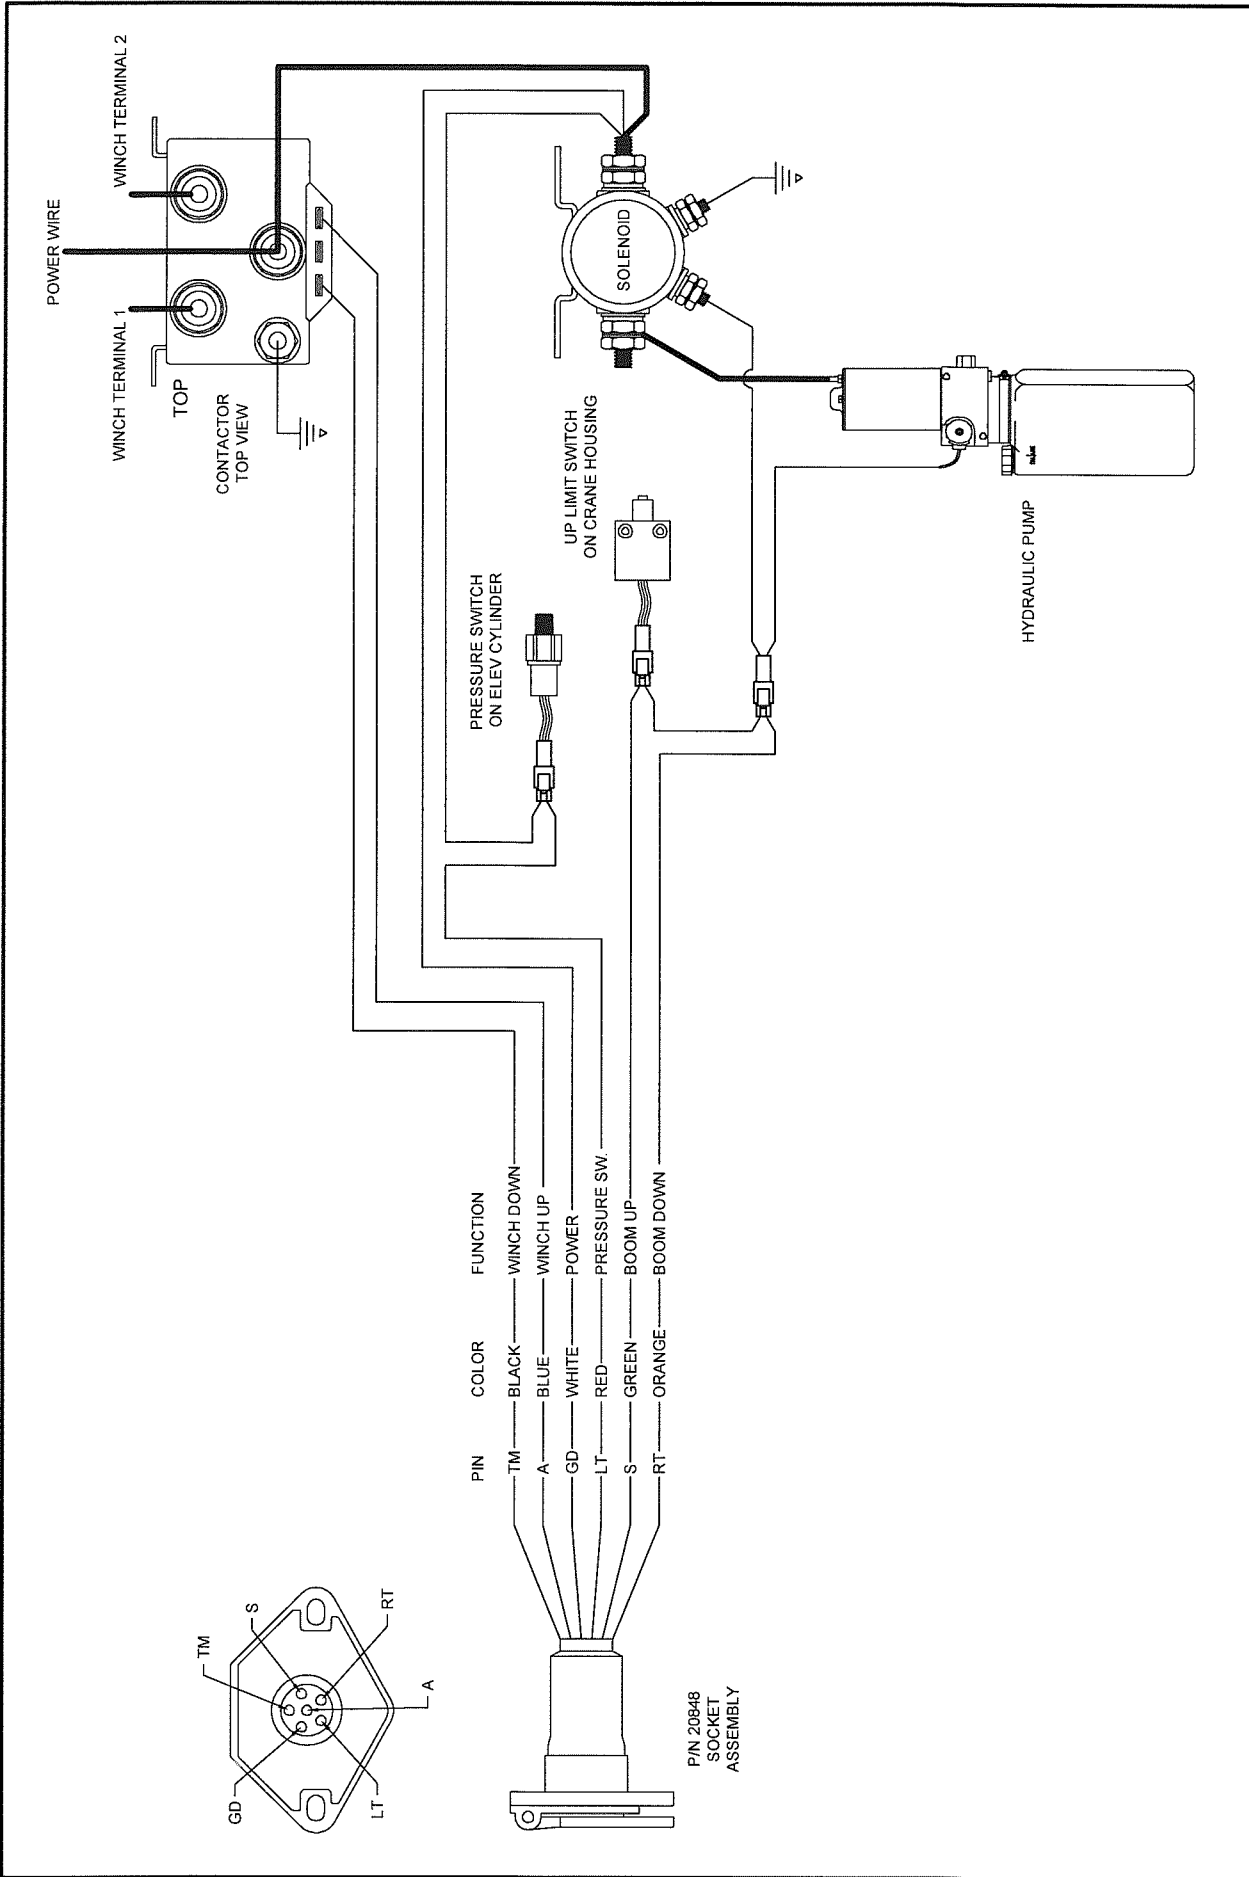 POWER WIRE
WINCH TERMINAL 1
WINCH TERMINAL 2
TOP
CONTACTOR
TOP VIEW
PRESSURE SWITCH
ON ELEV CYLINDER
UP LIMIT SWITCH
ON CRANE HOUSING
SOLENOID
HYDRAULIC PUMP
PIN COLOR FUNCTION
TM BLACK WINCH DOWN
A BLUE WINCH UP
GD WHITE POWER
LT RED PRESSURE SW.
S GREEN BOOM UP
RT ORANGE BOOM DOWN
TM
S
GD
RT
LT
A
P/N 20848
SOCKET
ASSEMBLY